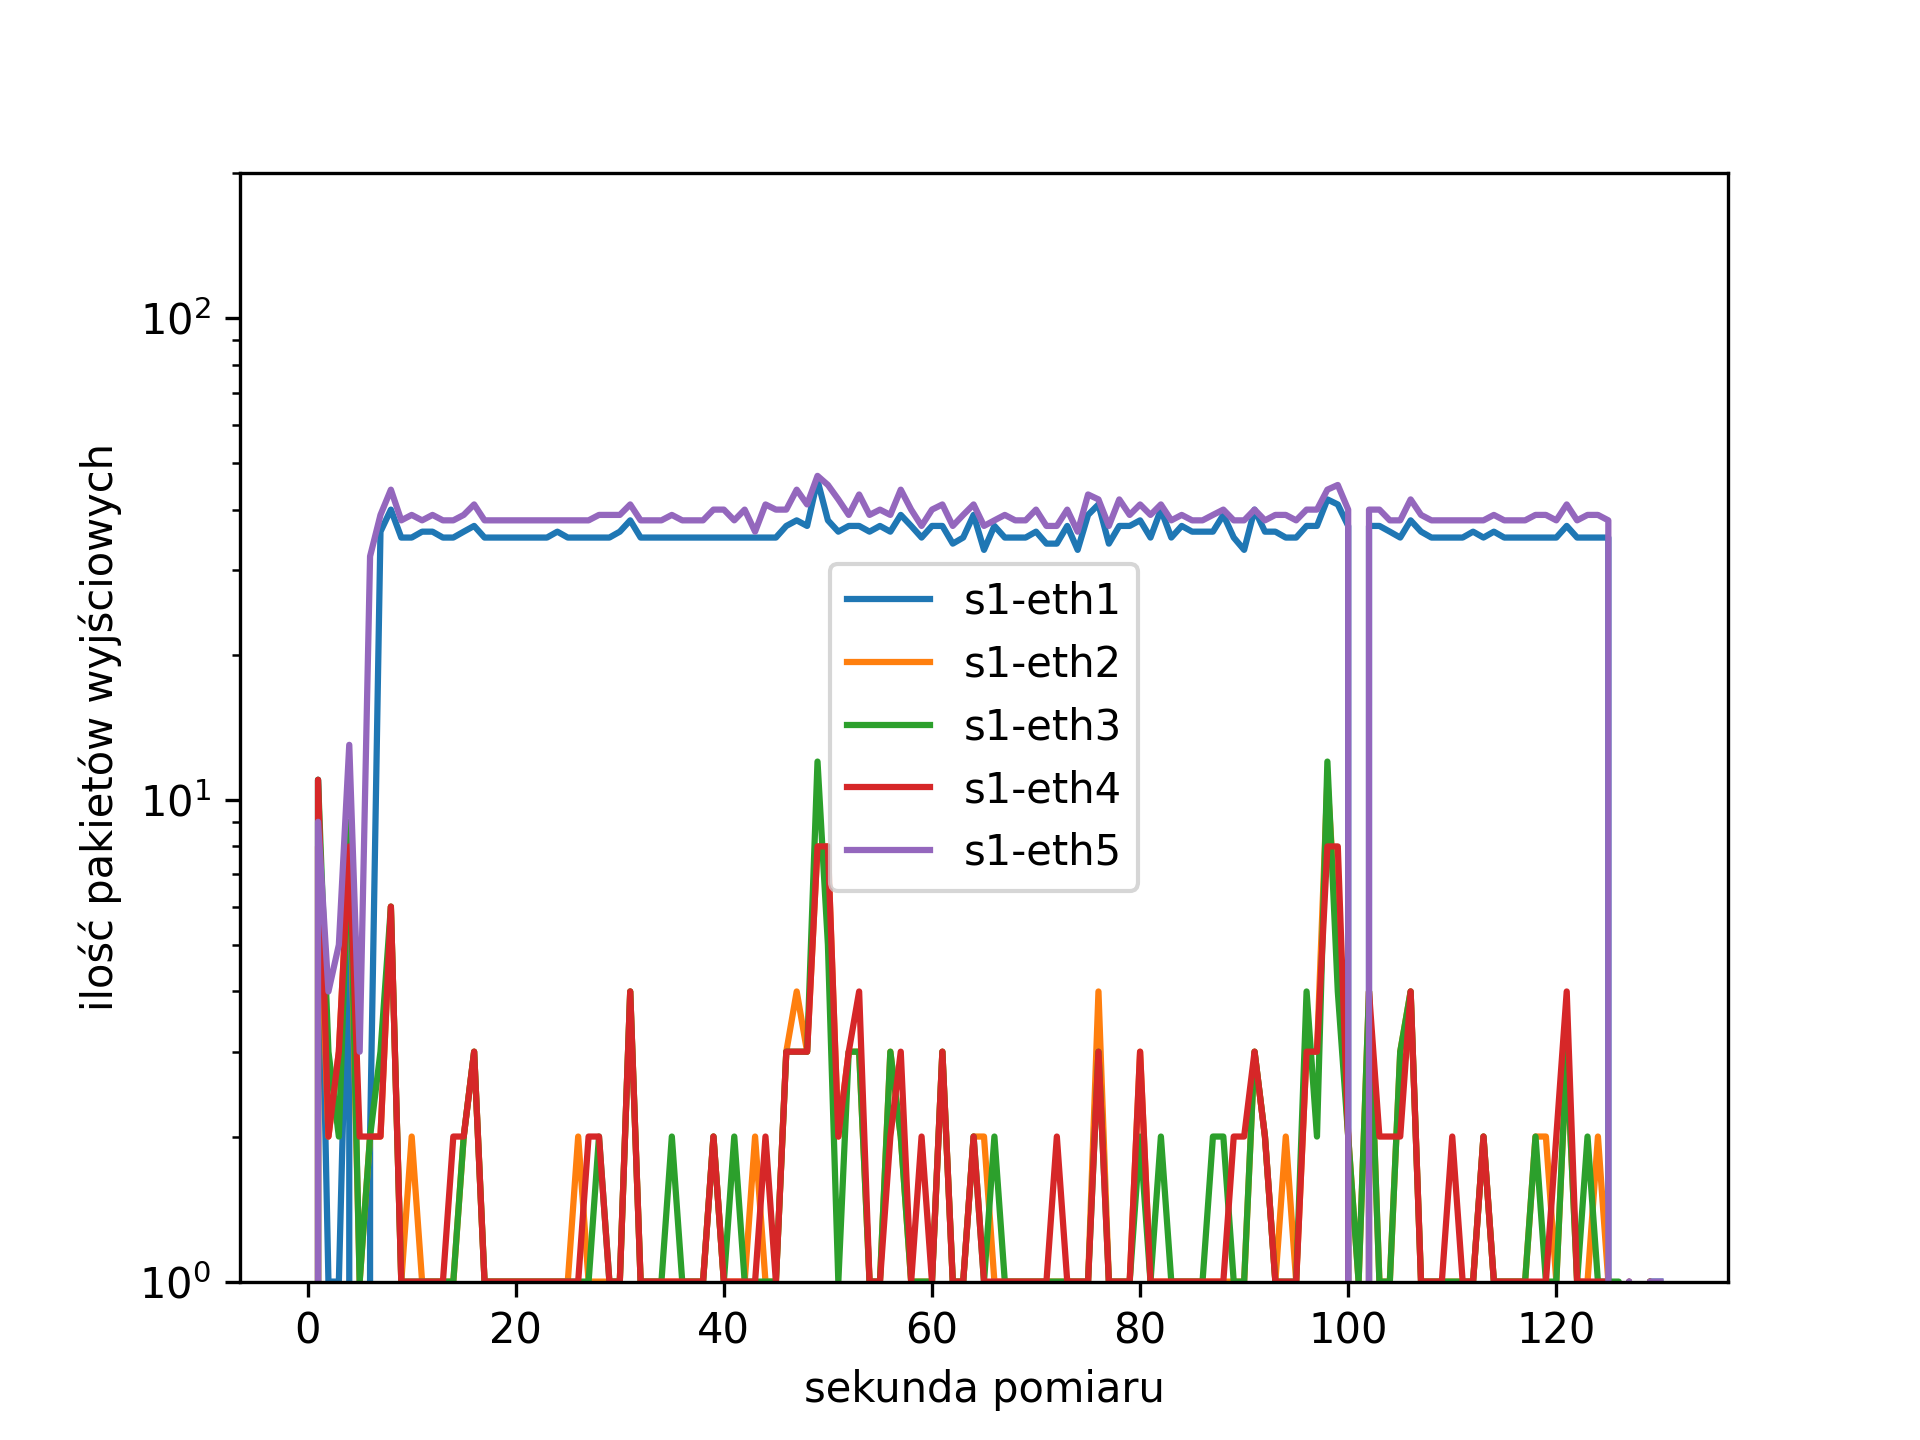 ilość pakietów wyjściowych
10²
10¹
10⁰
s1-eth1
s1-eth2
s1-eth3
s1-eth4
s1-eth5
0 20 40 60 80 100 120
sekunda pomiaru